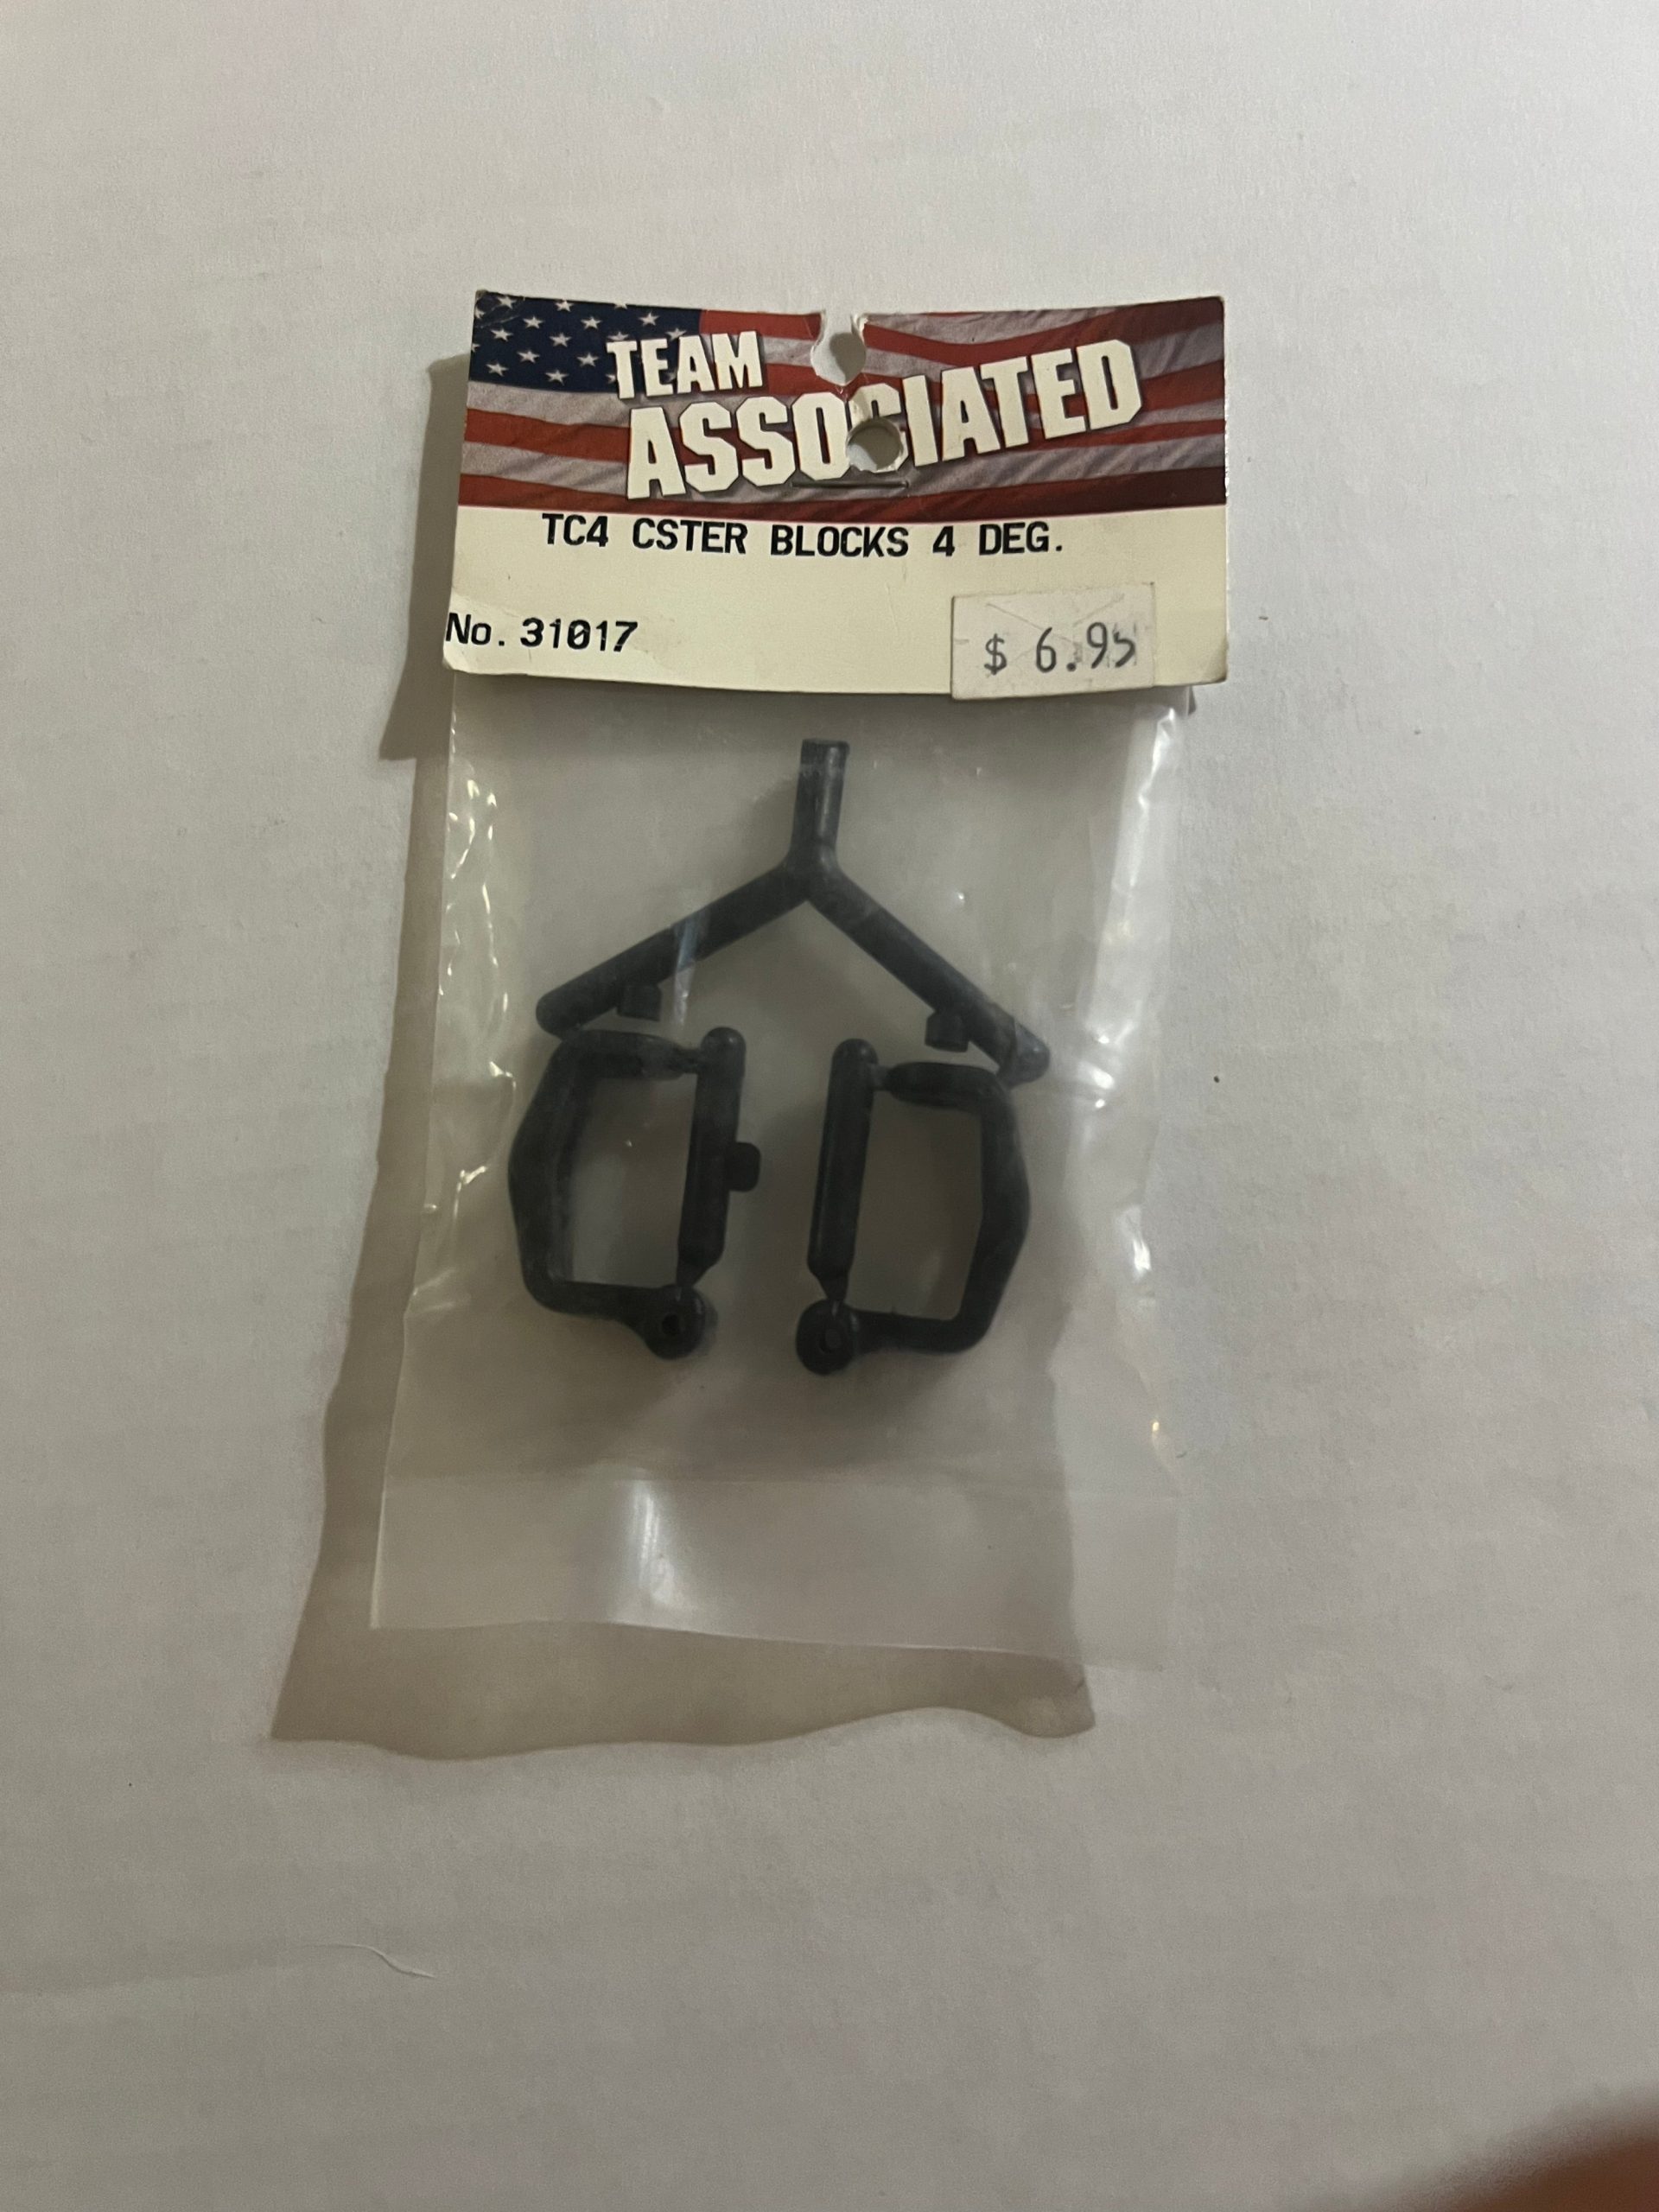 TEAM
ASSOCIATED
TC4 CSTER BLOCKS 4 DEG.
No. 31017
$ 6.95